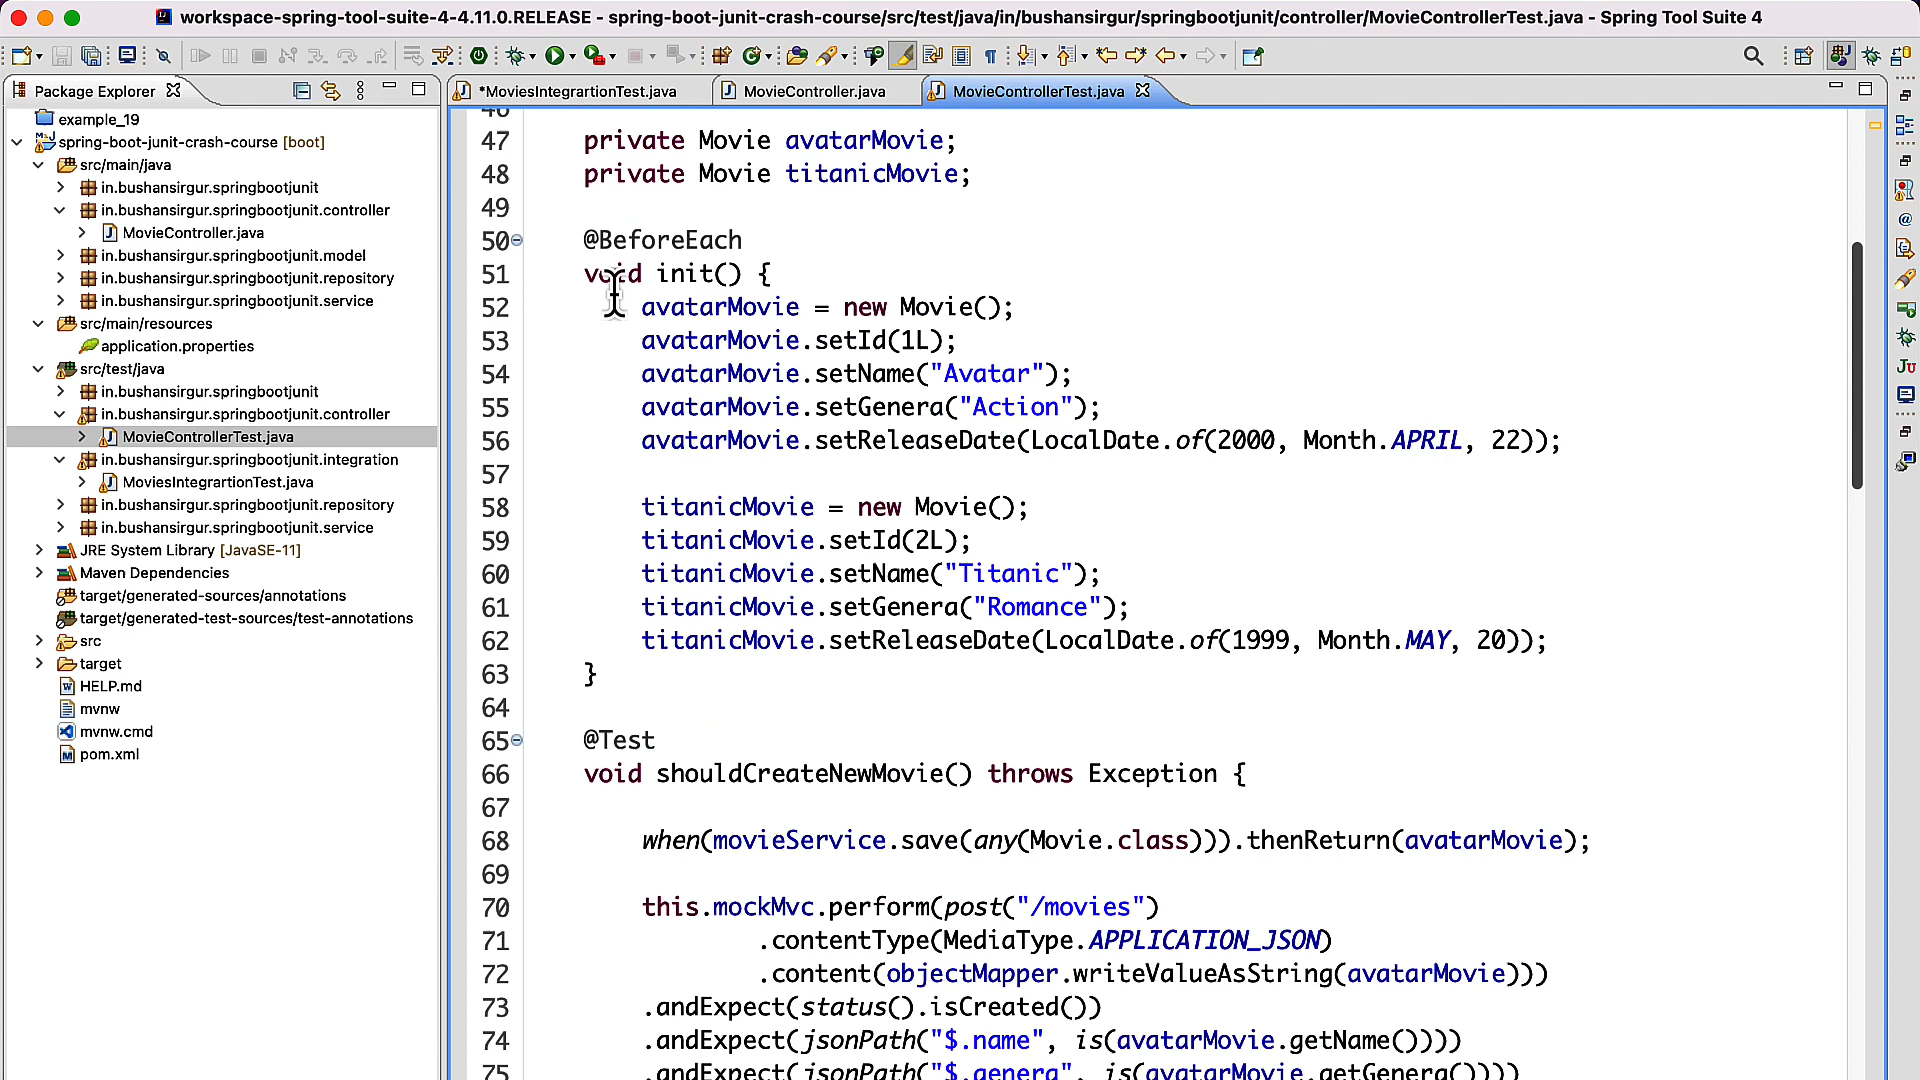 workspace-spring-tool-suite-4-4.11.0.RELEASE - spring-boot-junit-crash-course/src/test/java/in/bushansirgur/springbootjunit/controller/MovieControllerTest.java - Spring Tool Suite 4
Package Explorer
example_19
spring-boot-junit-crash-course [boot]
src/main/java
in.bushansirgur.springbootjunit
in.bushansirgur.springbootjunit.controller
MovieController.java
in.bushansirgur.springbootjunit.model
in.bushansirgur.springbootjunit.repository
in.bushansirgur.springbootjunit.service
src/main/resources
application.properties
src/test/java
in.bushansirgur.springbootjunit
in.bushansirgur.springbootjunit.controller
MovieControllerTest.java
in.bushansirgur.springbootjunit.integration
MoviesIntegrartionTest.java
in.bushansirgur.springbootjunit.repository
in.bushansirgur.springbootjunit.service
JRE System Library [JavaSE-11]
Maven Dependencies
target/generated-sources/annotations
target/generated-test-sources/test-annotations
src
target
HELP.md
mvnw
mvnw.cmd
pom.xml
*MoviesIntegrartionTest.java MovieController.java MovieControllerTest.java
46
47 private Movie avatarMovie;
48 private Movie titanicMovie;
49
50 @BeforeEach
51 void init() {
52 avatarMovie = new Movie();
53 avatarMovie.setId(1L);
54 avatarMovie.setName("Avatar");
55 avatarMovie.setGenera("Action");
56 avatarMovie.setReleaseDate(LocalDate.of(2000, Month.APRIL, 22));
57
58 titanicMovie = new Movie();
59 titanicMovie.setId(2L);
60 titanicMovie.setName("Titanic");
61 titanicMovie.setGenera("Romance");
62 titanicMovie.setReleaseDate(LocalDate.of(1999, Month.MAY, 20));
63 }
64
65 @Test
66 void shouldCreateNewMovie() throws Exception {
67
68 when(movieService.save(any(Movie.class))).thenReturn(avatarMovie);
69
70 this.mockMvc.perform(post("/movies")
71 .contentType(MediaType.APPLICATION_JSON)
72 .content(objectMapper.writeValueAsString(avatarMovie)))
73 .andExpect(status().isCreated())
74 .andExpect(jsonPath("$.name", is(avatarMovie.getName())))
75 .andExpect(jsonPath("$.genera", is(avatarMovie.getGenera())))